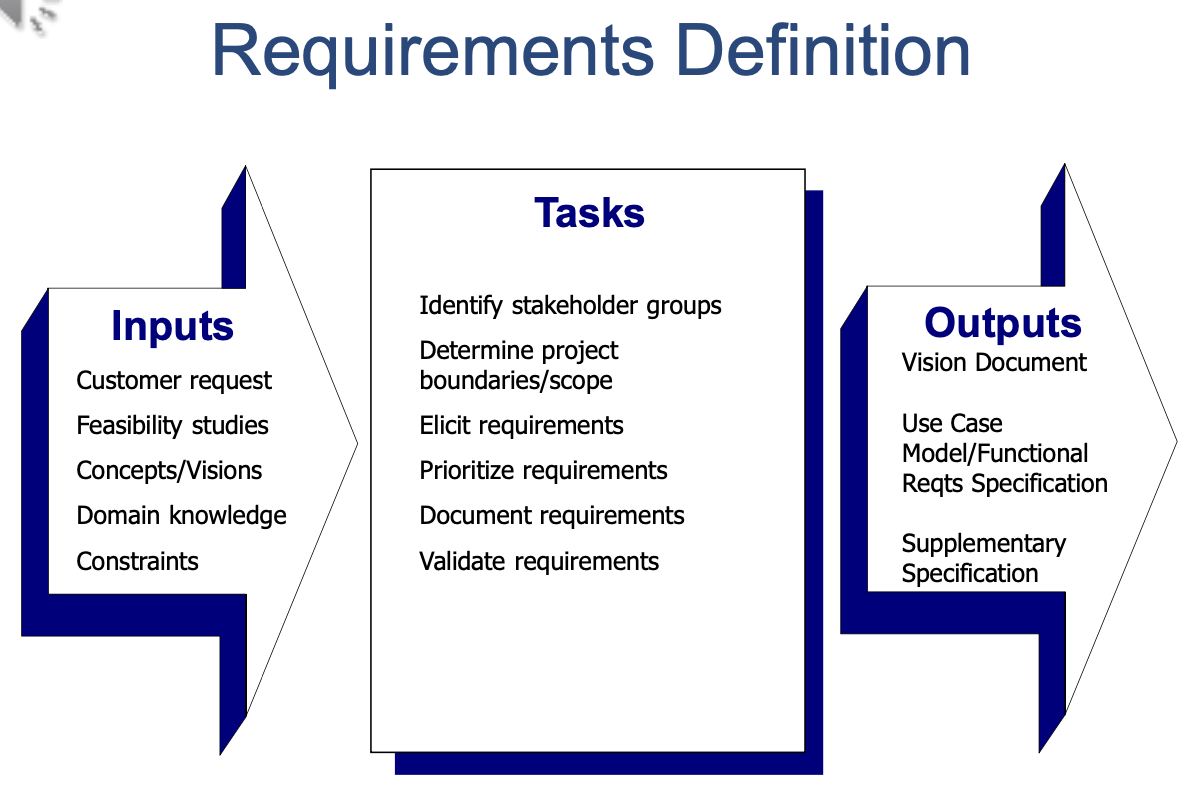 Requirements Definition
Inputs
Customer request
Feasibility studies
Concepts/Visions
Domain knowledge
Constraints
Tasks
Identify stakeholder groups
Determine project
boundaries/scope
Elicit requirements
Prioritize requirements
Document requirements
Validate requirements
Outputs
Vision Document
Use Case
Model/Functional
Reqts Specification
Supplementary
Specification